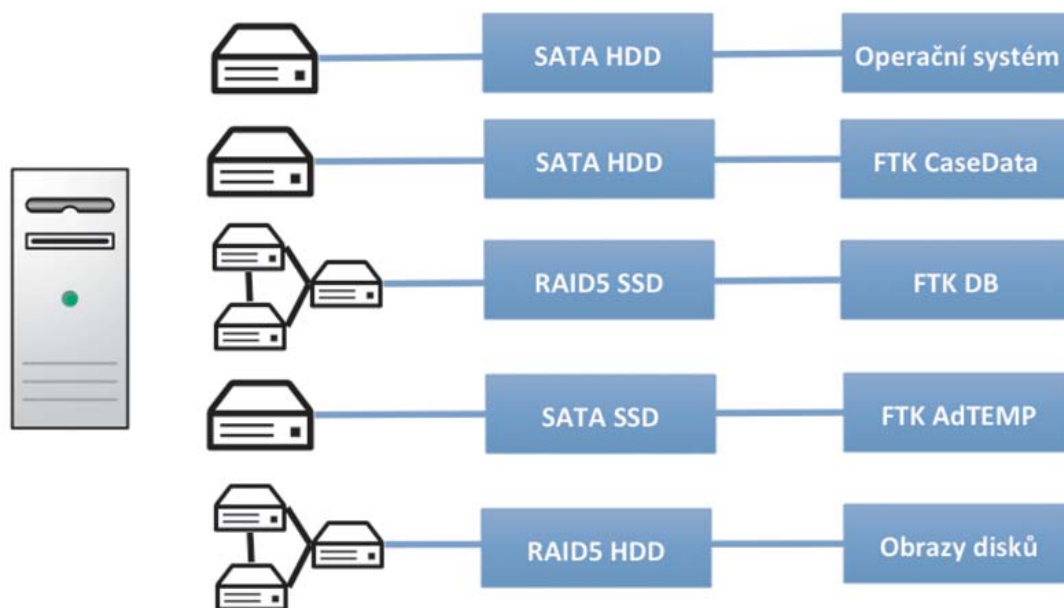 SATA HDD
Operační systém
SATA HDD
FTK CaseData
RAID5 SSD
FTK DB
SATA SSD
FTK AdTEMP
RAID5 HDD
Obrazy disků